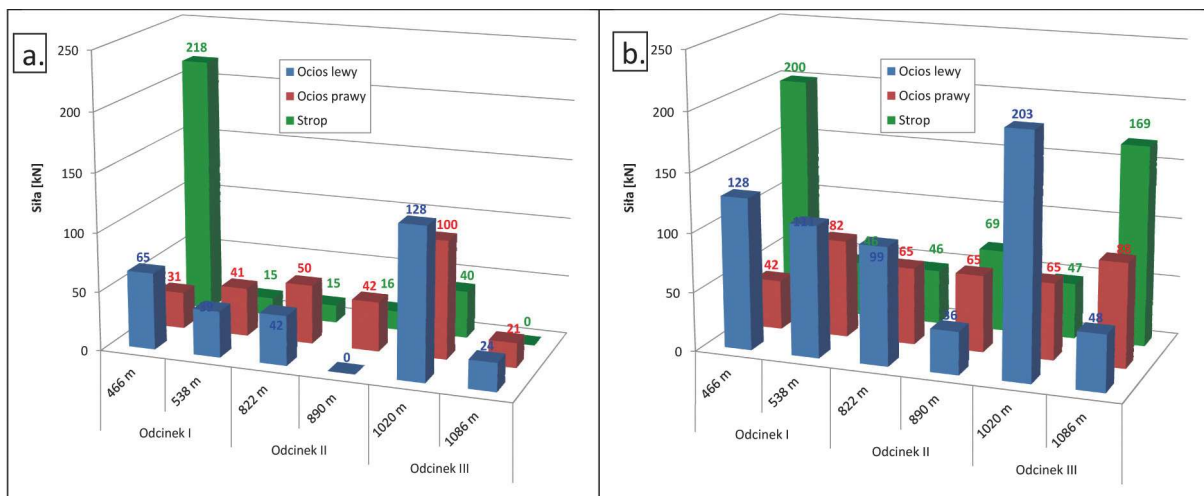 a.
Siła [kN]
250
200
150
100
50
0
Ocios lewy
Ocios prawy
Strop
218
65
31
41
15
42
50
15
0
42
16
128
100
40
24
21
0
466 m
538 m
822 m
890 m
1020 m
1086 m
Odcinek I
Odcinek II
Odcinek III
b.
Siła [kN]
250
200
150
100
50
0
Ocios lewy
Ocios prawy
Strop
200
128
42
82
46
99
65
46
36
65
69
203
65
47
48
88
169
466 m
538 m
822 m
890 m
1020 m
1086 m
Odcinek I
Odcinek II
Odcinek III